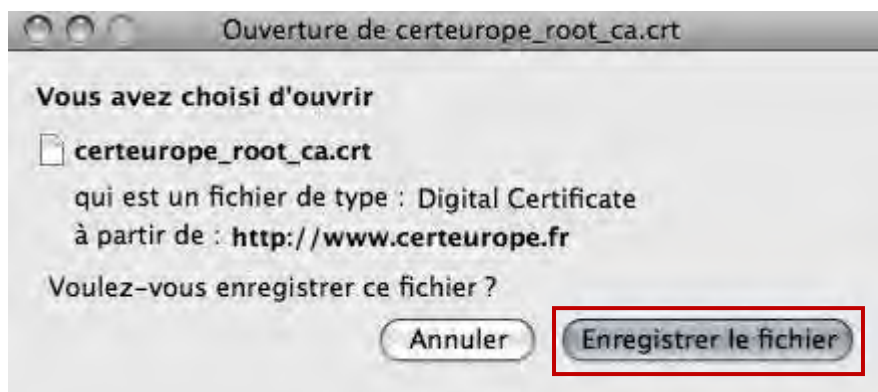 Ouverture de certeurope_root_ca.crt
Vous avez choisi d'ouvrir
certeurope_root_ca.crt
qui est un fichier de type : Digital Certificate
à partir de : http://www.certeurope.fr
Voulez-vous enregistrer ce fichier ?
Annuler Enregistrer le fichier